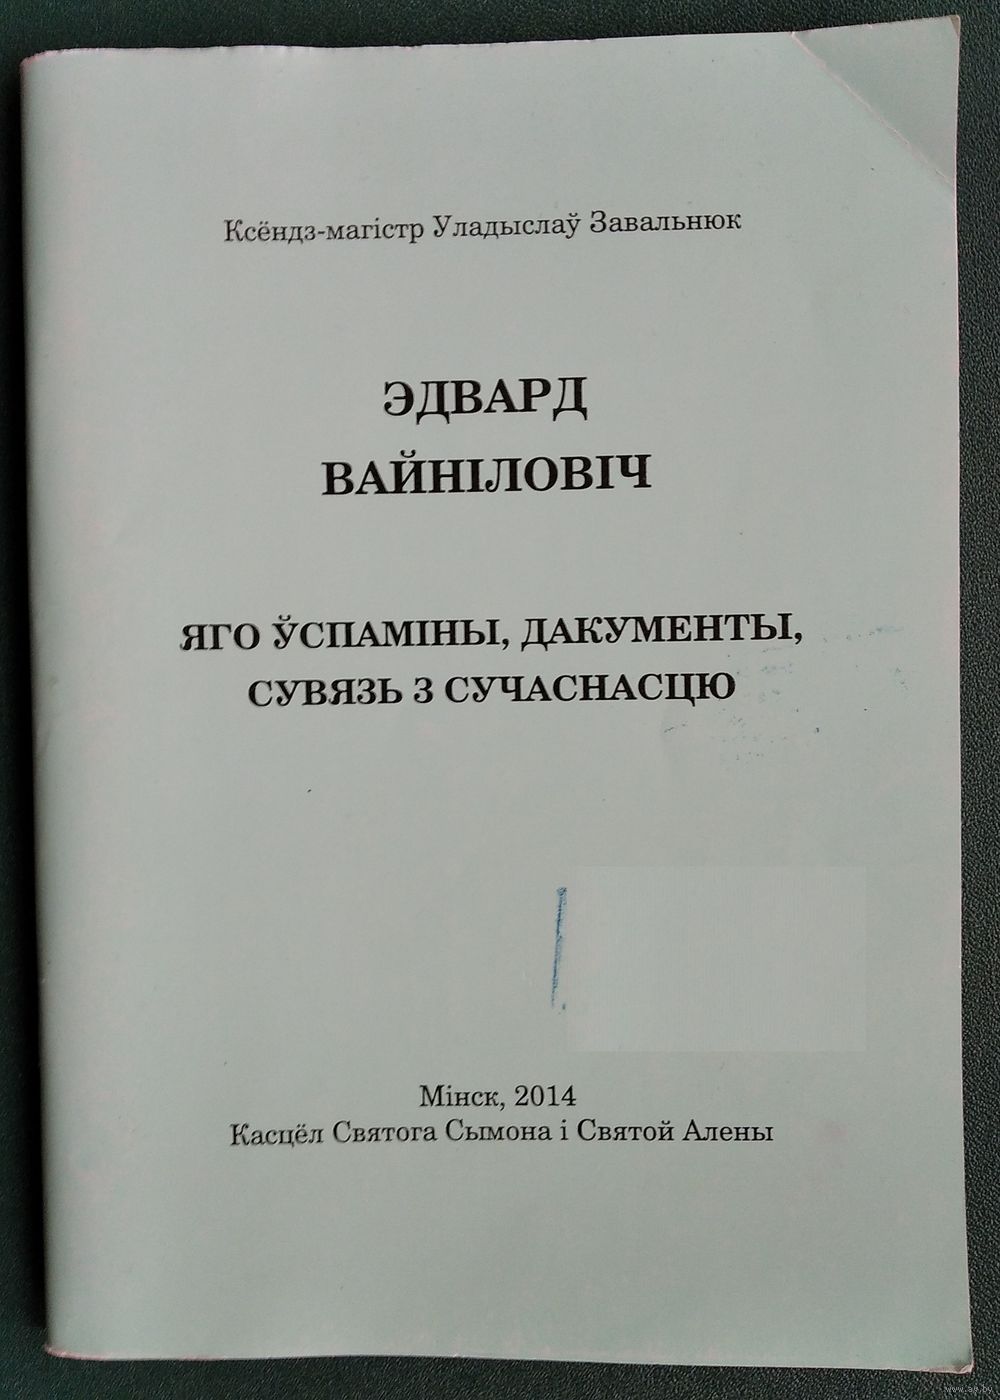 Ксёндз-магістр Уладыслаў Завальнюк
ЭДВАРД
ВАЙНІЛОВІЧ
ЯГО ЎСПАМІНЫ, ДАКУМЕНТЫ,
СУВЯЗЬ З СУЧАСНАСЦЮ
Мінск, 2014
Касцёл Святога Сымона і Святой Алены